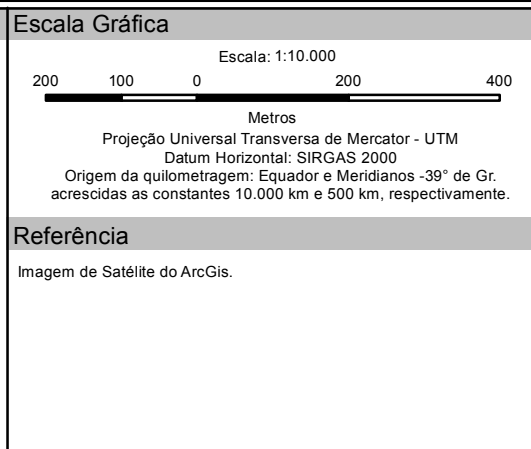 Escala Gráfica
Escala: 1:10.000
200 100 0 200 400
Metros
Projeção Universal Transversa de Mercator - UTM
Datum Horizontal: SIRGAS 2000
Origem da quilometragem: Equador e Meridianos -39° de Gr.
acrescidas as constantes 10.000 km e 500 km, respectivamente.
Referência
Imagem de Satélite do ArcGis.